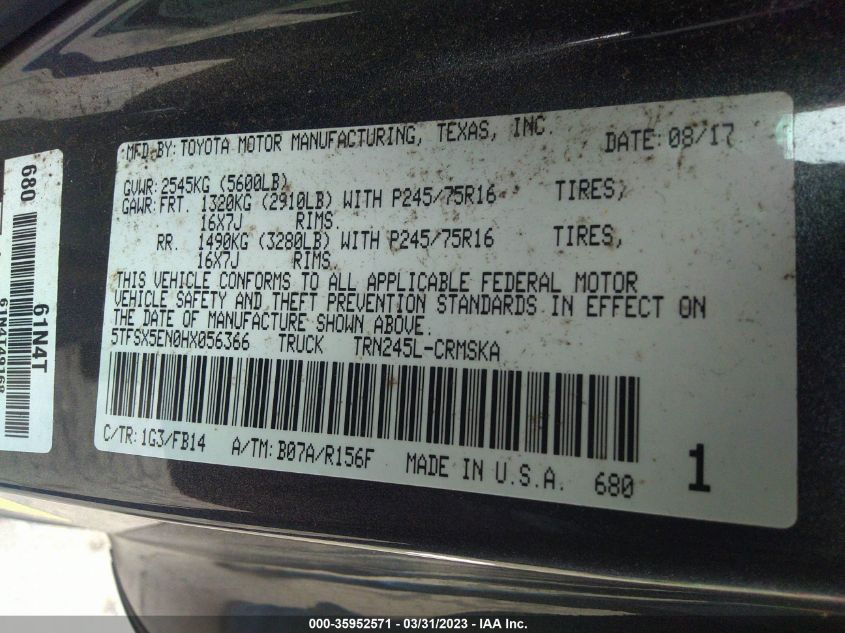 MFD BY: TOYOTA MOTOR MANUFACTURING, TEXAS, INC. DATE: 08/17
GVWR: 2545KG (5600LB)
GAWR: FRT. 1320KG (2910LB) WITH P245/75R16 TIRES,
16X7J RIMS.
RR. 1490KG (3280LB) WITH P245/75R16 TIRES,
16X7J RIMS.
THIS VEHICLE CONFORMS TO ALL APPLICABLE FEDERAL MOTOR
VEHICLE SAFETY AND THEFT PREVENTION STANDARDS IN EFFECT ON
THE DATE OF MANUFACTURE SHOWN ABOVE.
5TFSX5EN0HX056366 TRUCK TRN245L-CRMSKA
C/TR: 1G3/FB14 A/TM: B07A/R156F MADE IN U.S.A. 680 1
680
61N4T
000-35952571 - 03/31/2023 - IAA Inc.